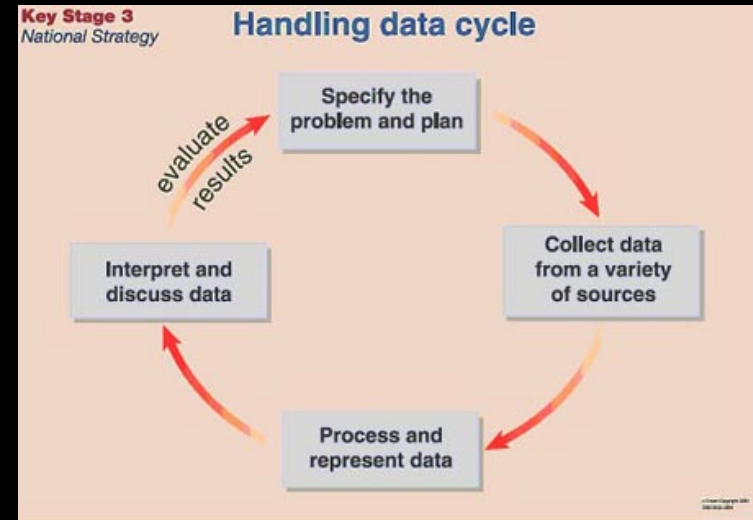 Key Stage 3
National Strategy
Handling data cycle
Specify the
problem and plan
evaluate
results
Collect data
from a variety
of sources
Interpret and
discuss data
Process and
represent data